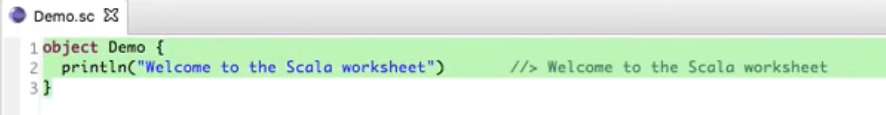 Demo.sc
1 object Demo {
2   println("Welcome to the Scala worksheet")       //> Welcome to the Scala worksheet
3 }